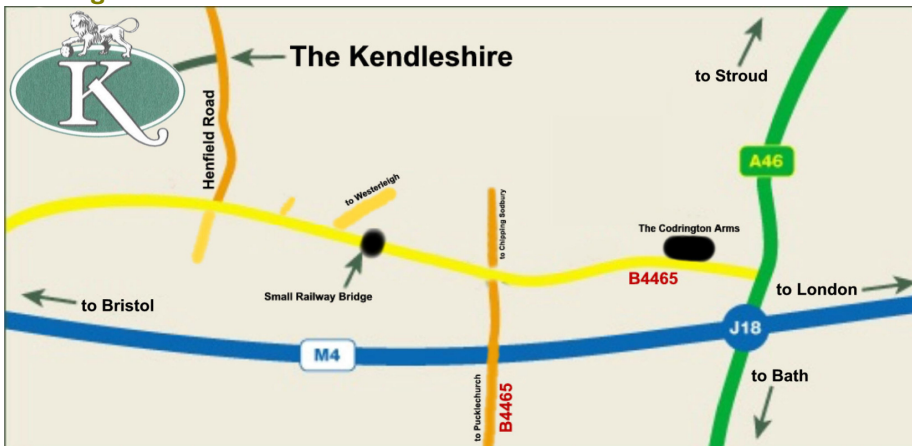 K
The Kendleshire
to Stroud
Henfield Road
A46
to Westerleigh
to Chipping Sodbury
The Codrington Arms
B4465
Small Railway Bridge
to Bristol
to London
J18
M4
to Bath
to Pucklechurch
B4465